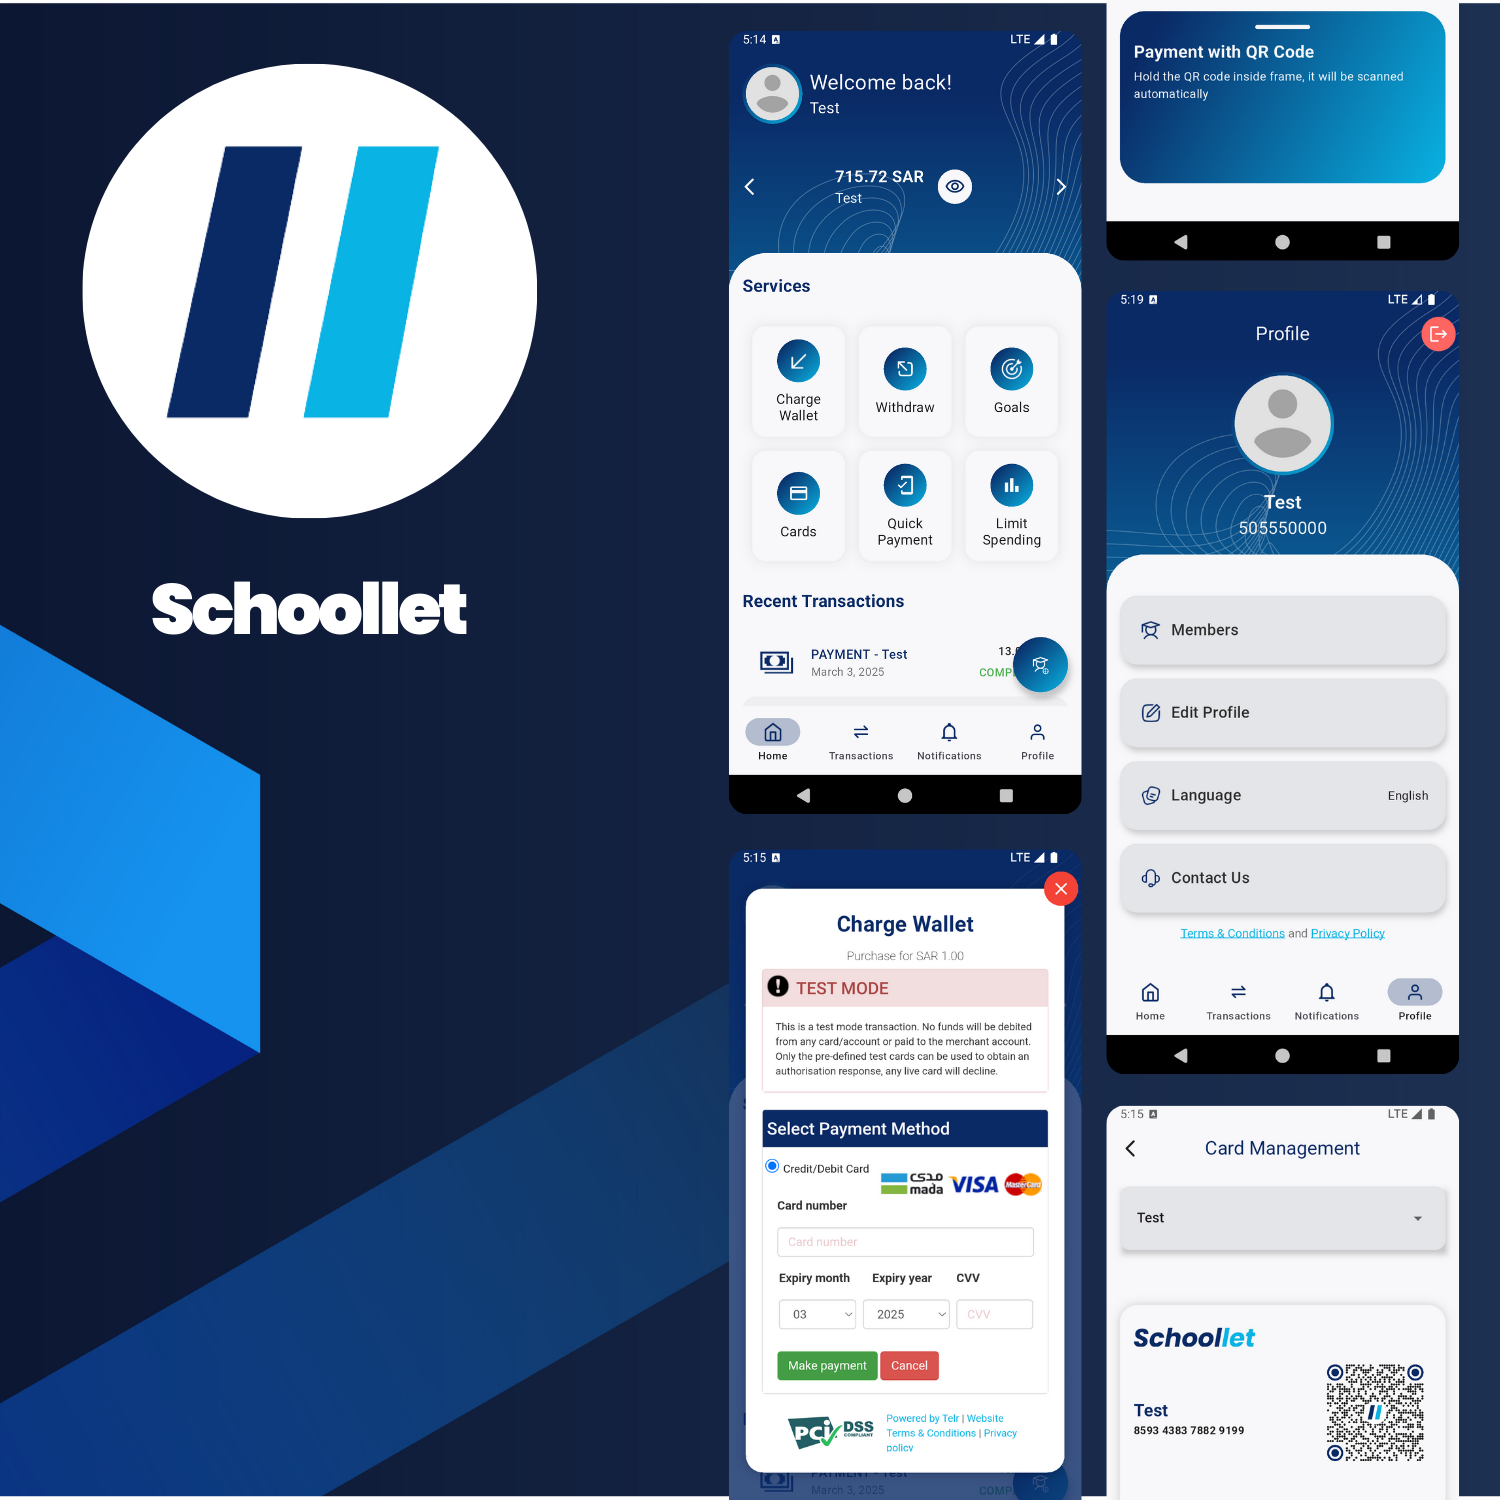 Schoollet
5:14
LTE
Welcome back!
Test
715.72 SAR
Test
Services
Charge
Wallet
Withdraw
Goals
Cards
Quick
Payment
Limit
Spending
Recent Transactions
PAYMENT - Test
March 3, 2025
13.
COMP
Home
Transactions
Notifications
Profile
5:15
LTE
Charge Wallet
Purchase for SAR 1.00
TEST MODE
This is a test mode transaction. No funds will be debited
from any card/account or paid to the merchant account.
Only the pre-defined test cards can be used to obtain an
authorisation response, any live card will decline.
Select Payment Method
Credit/Debit Card
مدى
mada
VISA
MasterCard
Card number
Card number
Expiry month
Expiry year
CVV
03
2025
CVV
Make payment
Cancel
PCI DSS
COMPLIANT
Powered by Telr | Website
Terms & Conditions | Privacy
policy
PAYMENT - Test
March 3, 2025
COMP
Payment with QR Code
Hold the QR code inside frame, it will be scanned
automatically
5:19
LTE
Profile
Test
505550000
Members
Edit Profile
Language
English
Contact Us
Terms & Conditions and Privacy Policy
Home
Transactions
Notifications
Profile
5:15
LTE
Card Management
Test
Schoollet
Test
8593 4383 7882 9199